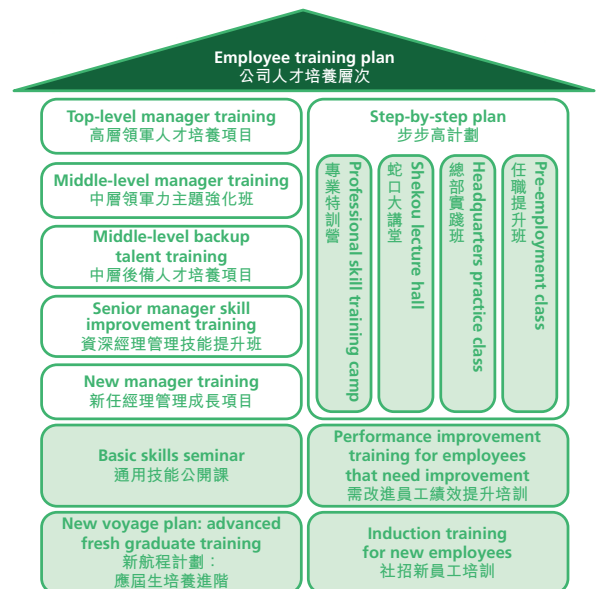 Employee training plan
公司人才培養層次
Top-level manager training
高層領軍人才培養項目
Middle-level manager training
中層領軍力主題強化班
Middle-level backup
talent training
中層後備人才培養項目
Senior manager skill
improvement training
資深經理管理技能提升班
New manager training
新任經理管理成長項目
Step-by-step plan
步步高計劃
Professional skill training camp
專業特訓營
Shekou lecture hall
蛇口大講堂
Headquarters practice class
總部實踐班
Pre-employment class
任職提升班
Basic skills seminar
通用技能公開課
Performance improvement
training for employees
that need improvement
需改進員工績效提升培訓
New voyage plan: advanced
fresh graduate training
新航程計劃：
應屆生培養進階
Induction training
for new employees
社招新員工培訓